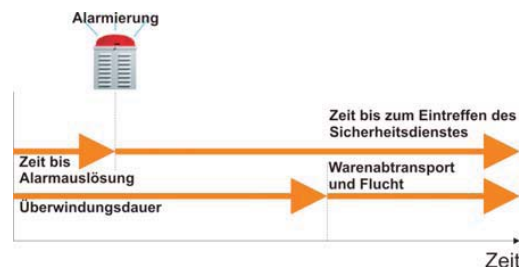 Alarmierung
Zeit bis zum Eintreffen des
Sicherheitsdienstes
Zeit bis
Alarmauslösung
Warenabtransport
und Flucht
Überwindungsdauer
Zeit